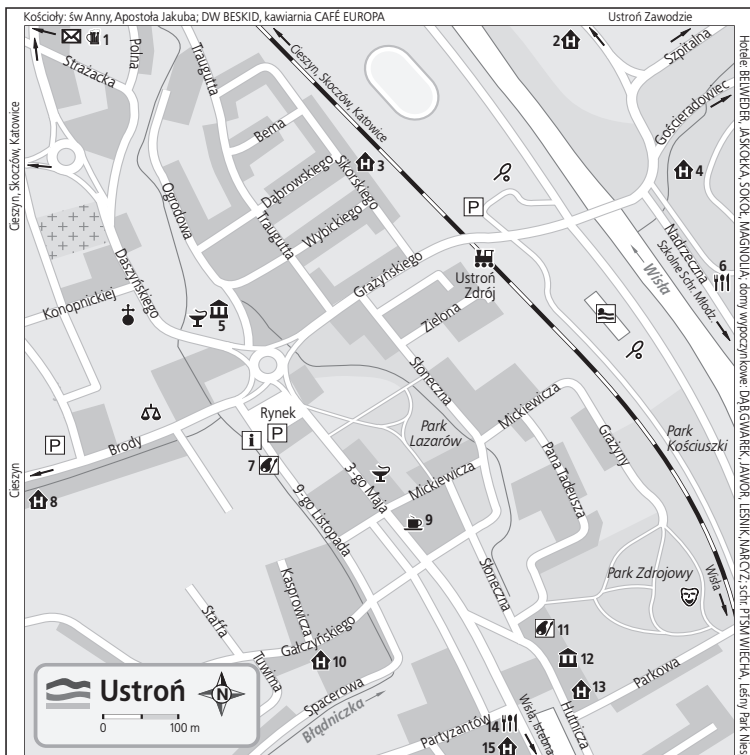 Kościoły: św Anny, Apostoła Jakuba; DW BESKID, kawiarnia CAFÉ EUROPA
Ustroń Zawodzie
1
Polna
Strażacka
Traugutta
Cieszyn, Skoczów, Katowice
2
Szpitalna
Gościeradowiec
Bema
Sikorskiego
3
4
Cieszyn, Skoczów, Katowice
Ogrodowa
Dąbrowskiego
Wybickiego
Traugutta
P
Daszyńskiego
Grażyńskiego
Ustroń
Zdrój
Wisła
Nadrzeczna
Szkolne Schr. Młodz.
6
Konopnickiej
5
Zielona
Słoneczna
Rynek
P
i
7
Park
Lazarów
Mickiewicza
Grażyny
Park
Kościuszki
P
Brody
Cieszyn
8
3-go Maja
9-go Listopada
Mickiewicza
9
Pana Tadeusza
Słoneczna
Park Zdrojowy
Wisła
Kasprowicza
Staffa
Gałczyńskiego
Tuwima
10
11
12
13
Parkowa
Hutnicza
Spacerowa
Błądniczka
Partyzantów
14
15
Wisła, Istebna
Ustroń
N
0 100 m
Hotele: BELWEDER, JASKÓŁKA, SOKÓŁ, MAGNOLIA; domy wypoczynkowe: DĄBGWAREK, JAWOR, LEŚNIK, NARCYZ; schr. PTSM WIECHA, Leśny Park